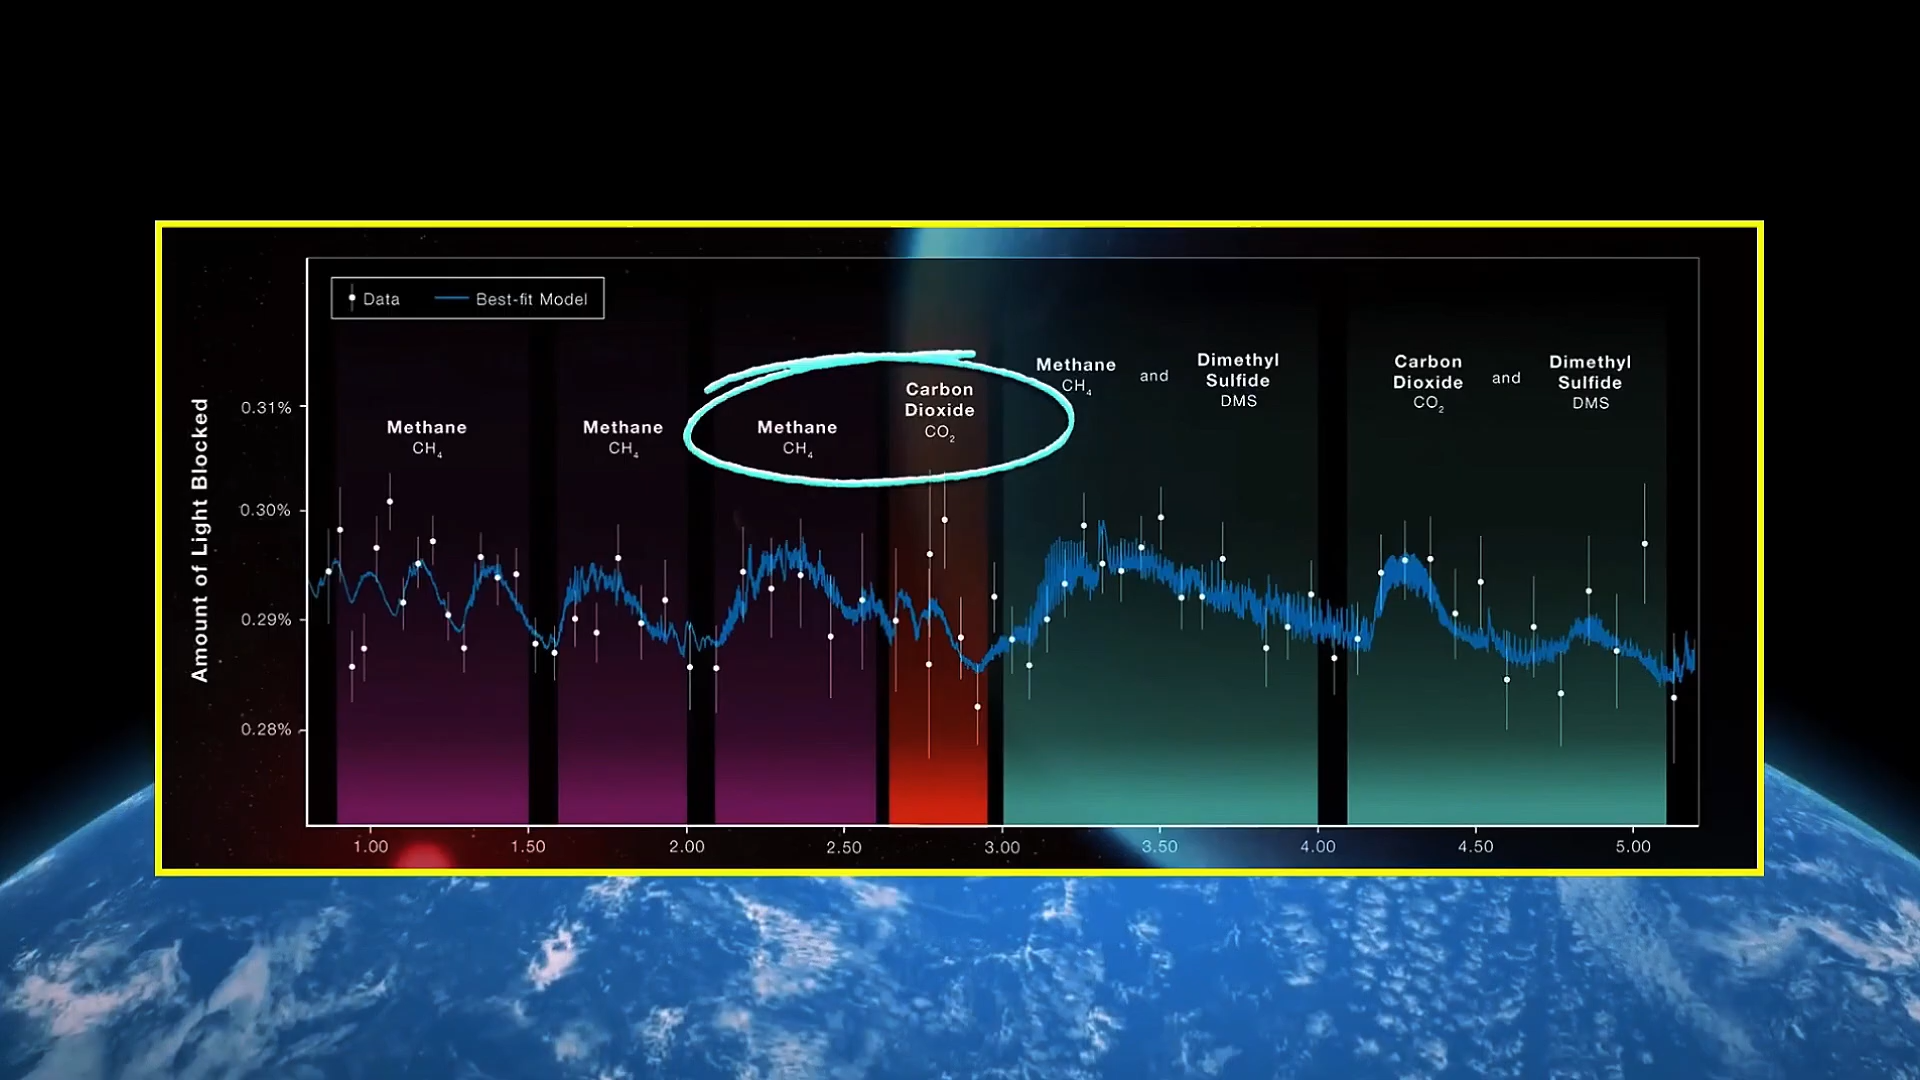 Data
Best-fit Model
Amount of Light Blocked
0.31%
0.30%
0.29%
0.28%
Methane
CH₄
Methane
CH₄
Methane
CH₄
Carbon
Dioxide
CO₂
Methane
CH₄
and
Dimethyl
Sulfide
DMS
Carbon
Dioxide
CO₂
and
Dimethyl
Sulfide
DMS
1.00 1.50 2.00 2.50 3.00 3.50 4.00 4.50 5.00